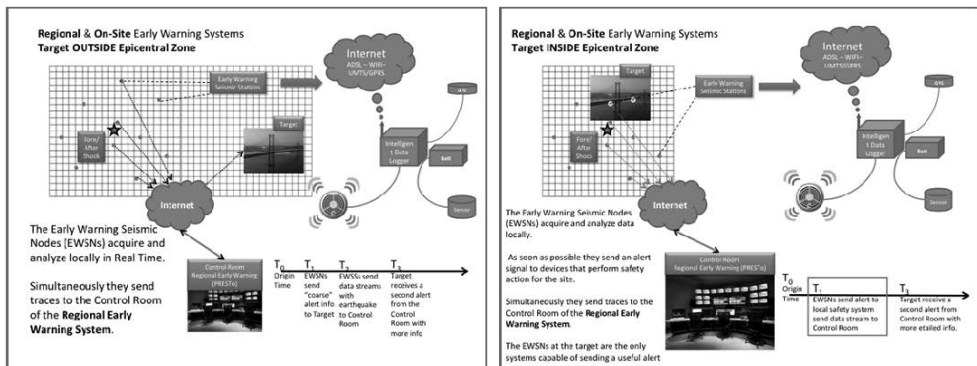 Regional & On-Site Early Warning Systems
Target OUTSIDE Epicentral Zone
Internet
ADSL – WIFI–
UMTS/GPRS
Early Warning
Seismic Stations
GPS
Target
Fore/
After
Shock
Intelligen
t Data
Logger
Batt
Internet
Sensor
The Early Warning Seismic
Nodes (EWSNs) acquire and
analyze locally in Real Time.
Simultaneously they send
traces to the Control Room
of the Regional Early
Warning System.
Control Room
Regional Early Warning
(PRESTo)
T0
Origin
Time
T1
EWSNs
send
"coarse"
alert info
to Target
T2
EWSSs send
data streams
with
earthquake
to Control
Room
T3
Target
receives a
second alert
from the
Control
Room with
more info
Regional & On-Site Early Warning Systems
Target INSIDE Epicentral Zone
Internet
ADSL – WIFI–
UMTS/GPRS
Target
Early Warning
Seismic Stations
GPS
Fore/
After
Shock
Intelligen
t Data
Logger
Batt
Internet
Sensor
The Early Warning Seismic Nodes
(EWSNs) acquire and analyze data
locally.
As soon as possible they send an alert
signal to devices that perform safety
action for the site.
Simultaneously they send traces to the
Control Room of the Regional Early
Warning System.
The EWSNs at the target are the only
systems capable of sending a useful alert
Control Room
Regional Early Warning (PRESTo)
T0
Origin
Time
T1
EWSNs send alert to
local safety system
send data stream to
Control Room
T3
Target receive a
second alert from
Control Room with
more etailed info.